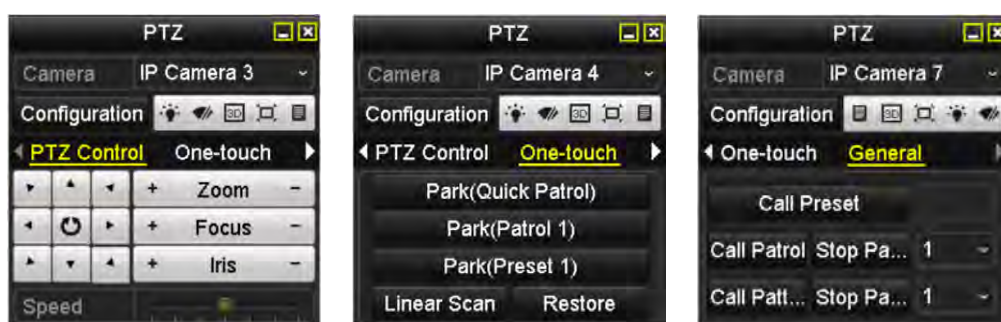 PTZ
Camera IP Camera 3
Configuration 3D
PTZ Control One-touch
+ Zoom −
+ Focus −
+ Iris −
Speed
PTZ
Camera IP Camera 4
Configuration 3D
PTZ Control One-touch
Park(Quick Patrol)
Park(Patrol 1)
Park(Preset 1)
Linear Scan Restore
PTZ
Camera IP Camera 7
Configuration 3D
One-touch General
Call Preset
Call Patrol Stop Pa... 1
Call Patt... Stop Pa... 1